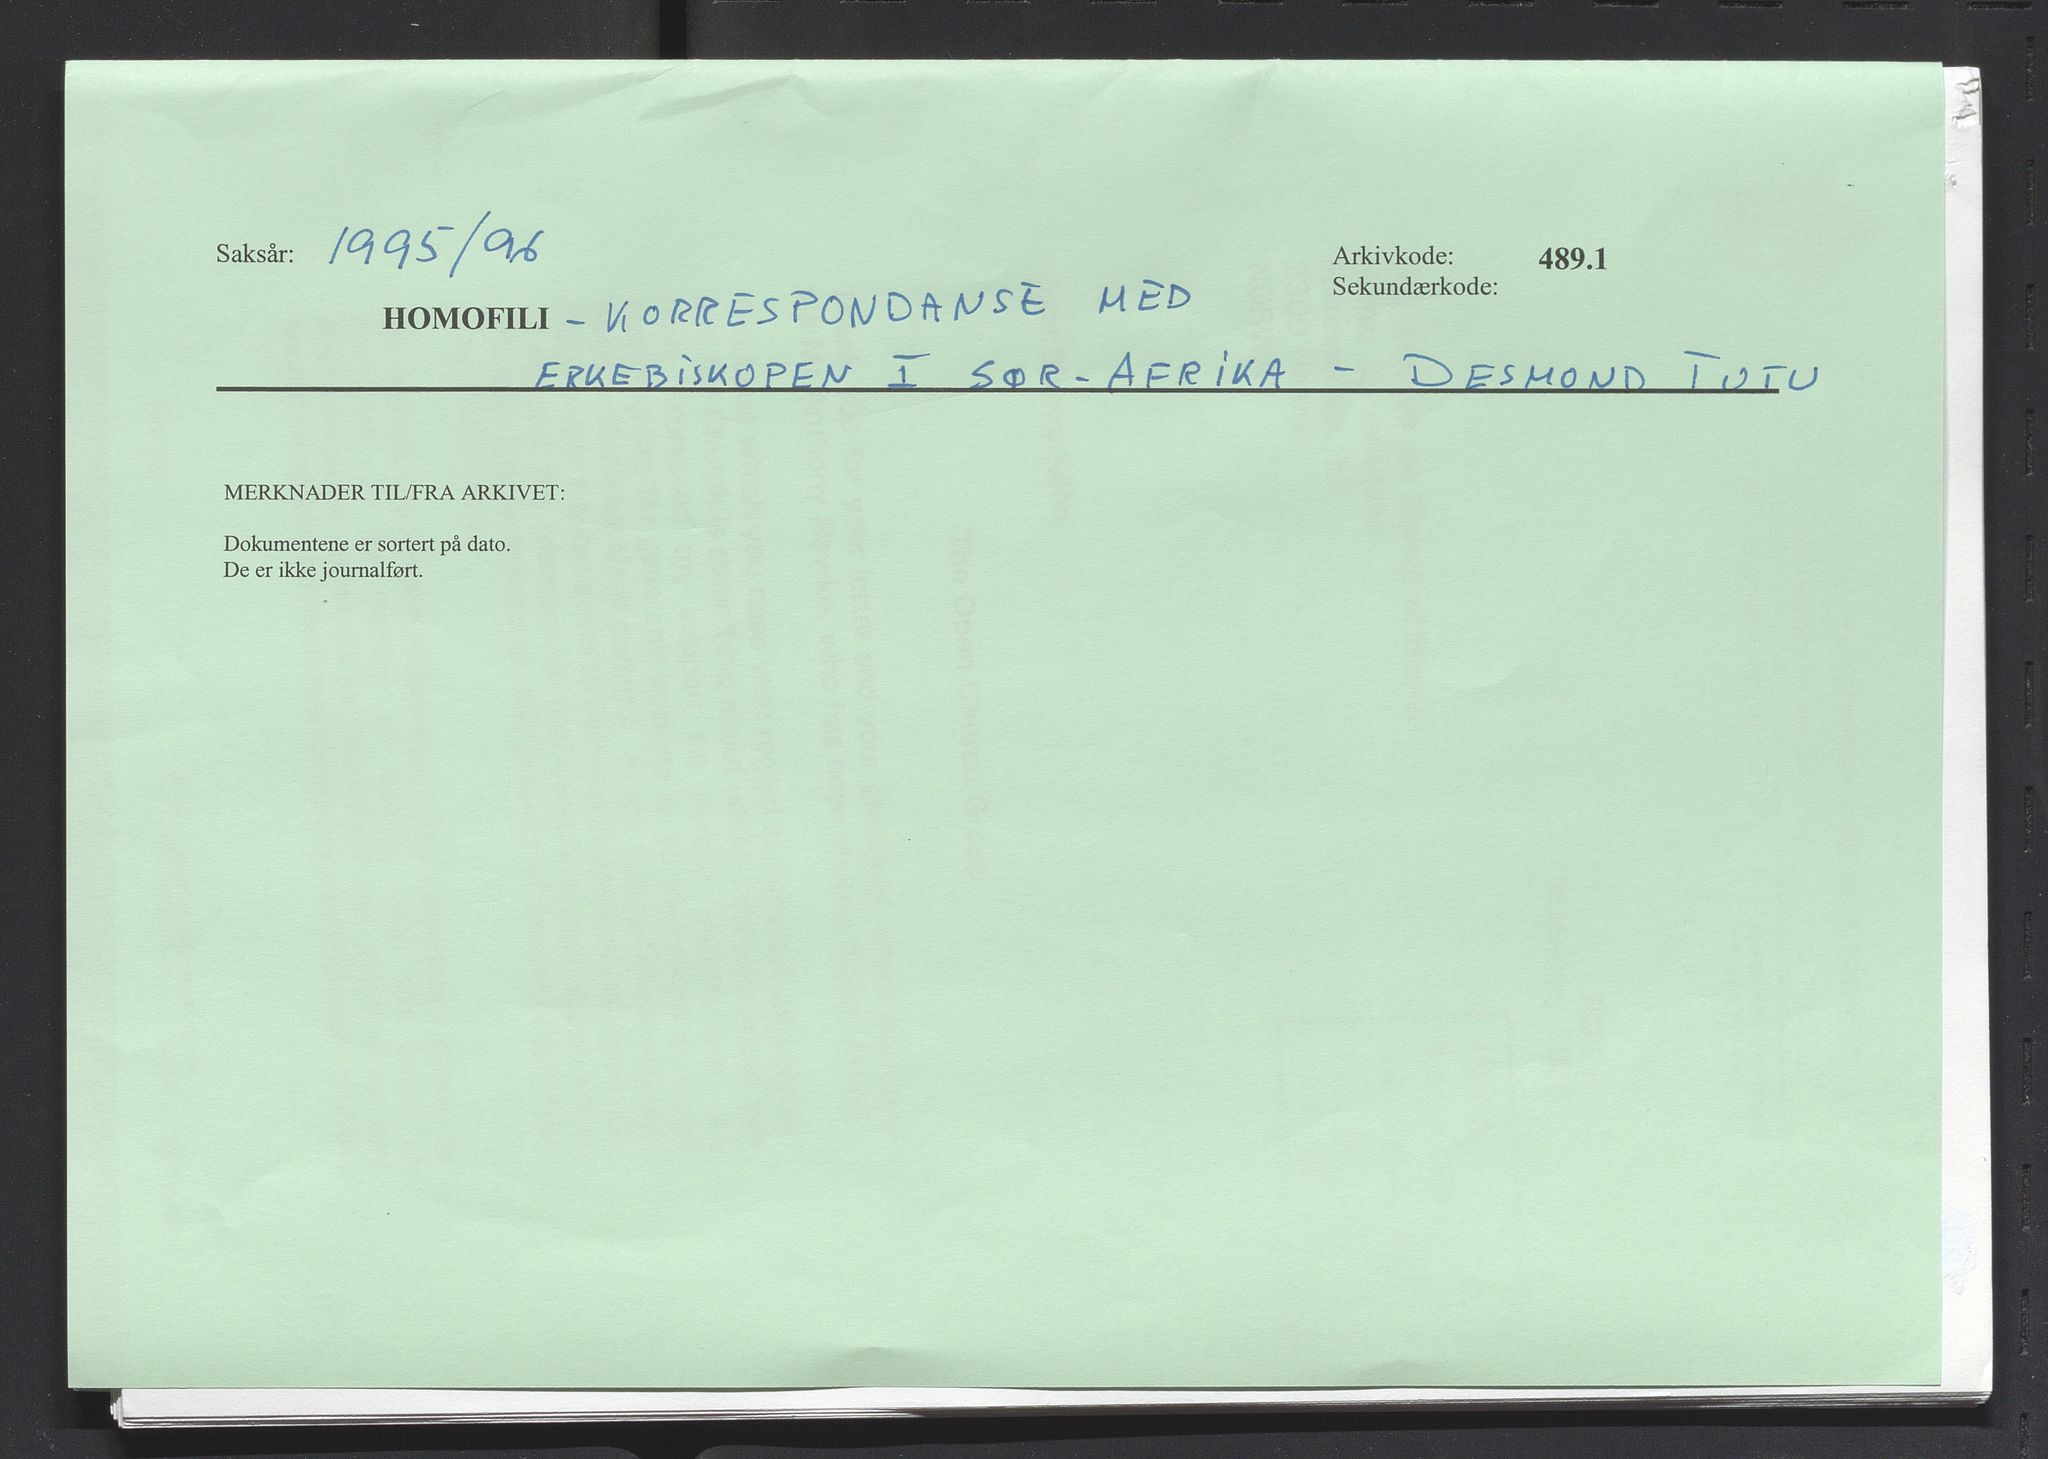 Saksår: 1995/96
Arkivkode: 489.1
Sekundærkode:
HOMOFILI - KORRESPONDANSE MED
ERKEBISKOPEN I SØR-AFRIKA - DESMOND TUTU
MERKNADER TIL/FRA ARKIVET:
Dokumentene er sortert på dato.
De er ikke journalført.